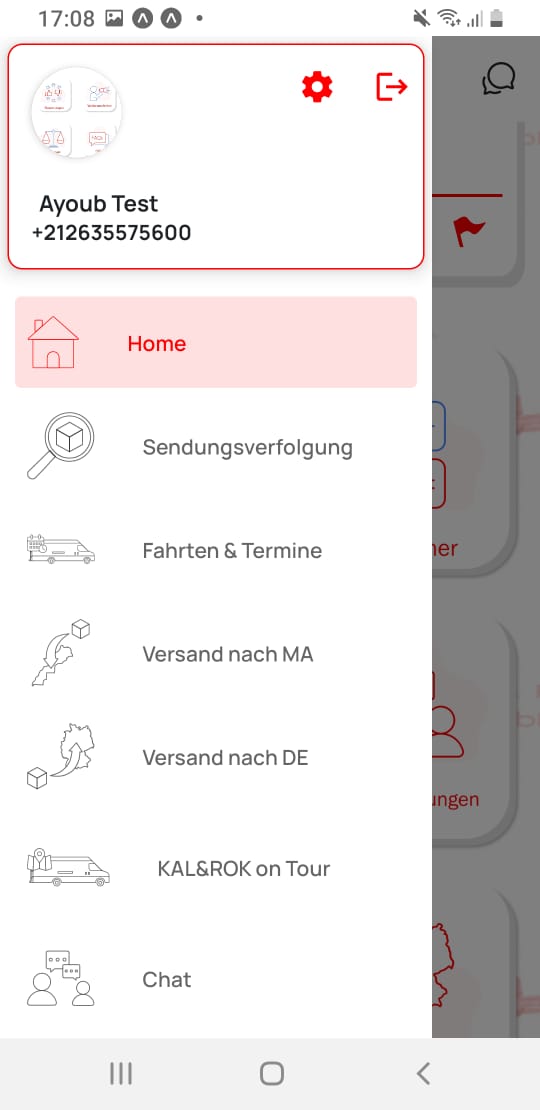 17:08
Ayoub Test
+212635575600
Home
Sendungsverfolgung
Fahrten & Termine
Versand nach MA
Versand nach DE
KAL&ROK on Tour
Chat
ner
ungen